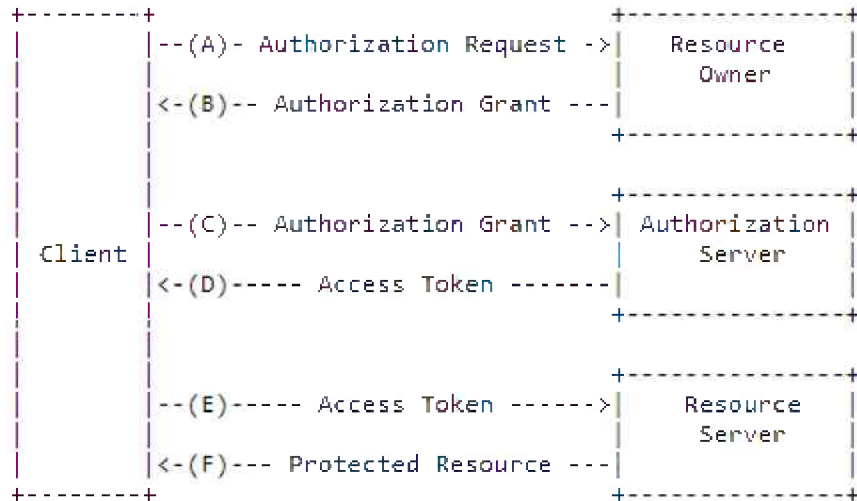 +--------+                               +---------------+
|        |--(A)- Authorization Request ->|   Resource    |
|        |                               |     Owner     |
|        |<-(B)-- Authorization Grant ---|               |
|        |                               +---------------+
|        |
|        |                               +---------------+
|        |--(C)-- Authorization Grant -->| Authorization |
| Client |                               |     Server    |
|        |<-(D)----- Access Token -------|               |
|        |                               +---------------+
|        |
|        |                               +---------------+
|        |--(E)----- Access Token ------>|    Resource   |
|        |                               |     Server    |
|        |<-(F)--- Protected Resource ---|               |
+--------+                               +---------------+